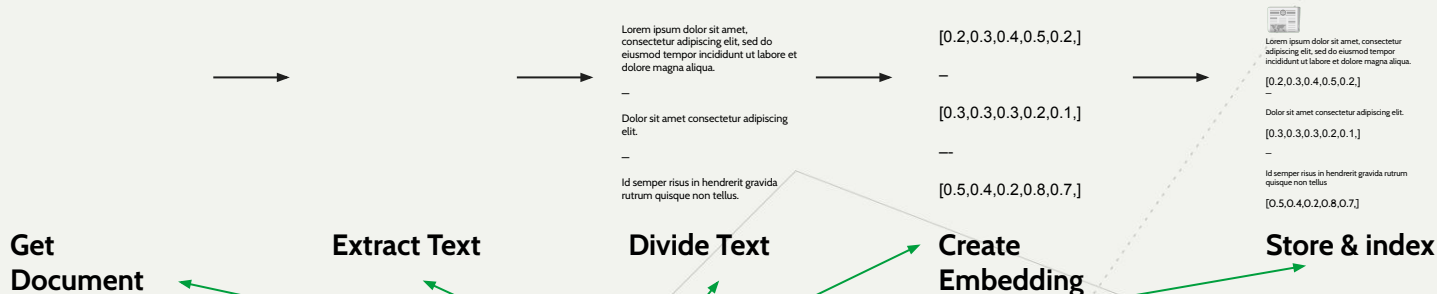 Lorem ipsum dolor sit amet,
consectetur adipiscing elit, sed do
eiusmod tempor incididunt ut labore et
dolore magna aliqua.
_
Dolor sit amet consectetur adipiscing
elit.
_
Id semper risus in hendrerit gravida
rutrum quisque non tellus.
[0.2,0.3,0.4,0.5,0.2,]
_
[0.3,0.3,0.3,0.2,0.1,]
—-
[0.5,0.4,0.2,0.8,0.7,]
Lorem ipsum dolor sit amet, consectetur
adipiscing elit, sed do eiusmod tempor
incididunt ut labore et dolore magna aliqua.
[0.2,0.3,0.4,0.5,0.2,]
_
Dolor sit amet consectetur adipiscing elit.
[0.3,0.3,0.3,0.2,0.1,]
_
Id semper risus in hendrerit gravida rutrum
quisque non tellus
[0.5,0.4,0.2,0.8,0.7,]
Get
Document
Extract Text
Divide Text
Create
Embedding
Store & index